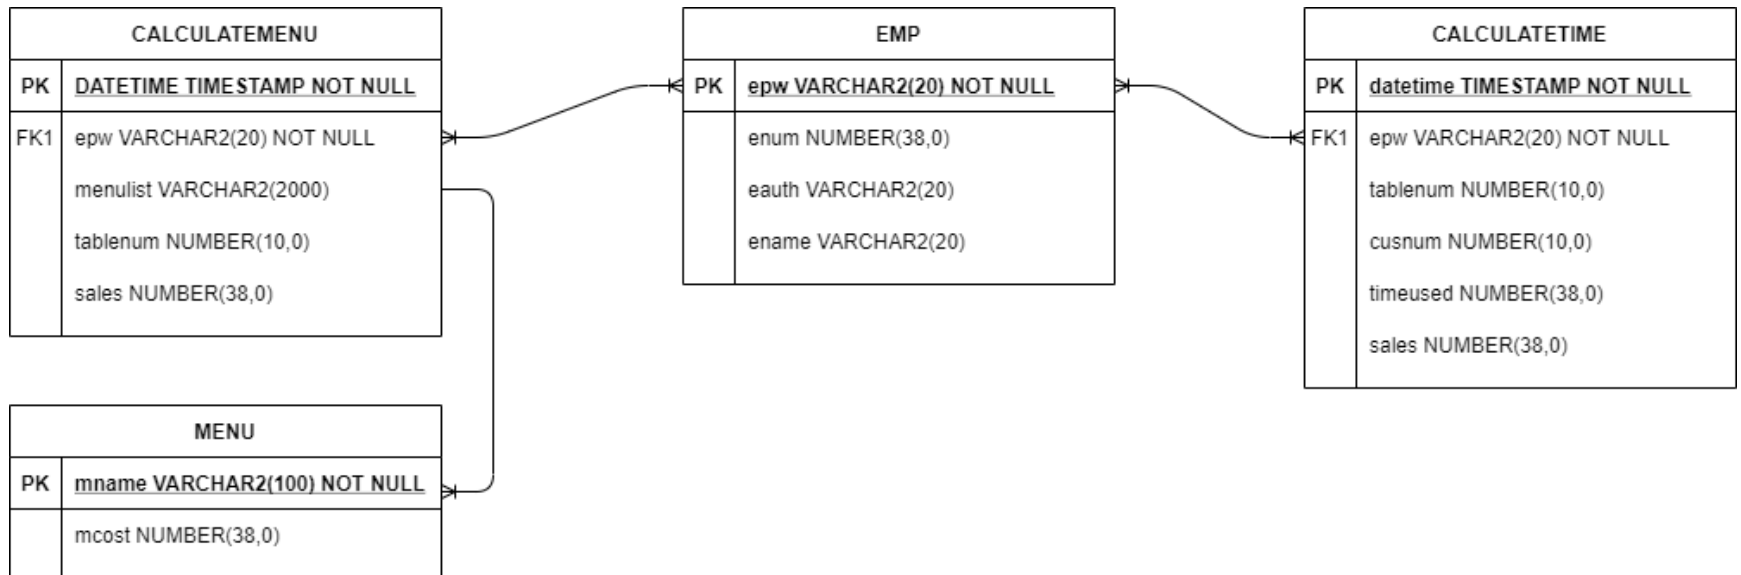 CALCULATEMENU
PK DATETIME TIMESTAMP NOT NULL
FK1 epw VARCHAR2(20) NOT NULL
menulist VARCHAR2(2000)
tablenum NUMBER(10,0)
sales NUMBER(38,0)
EMP
PK epw VARCHAR2(20) NOT NULL
enum NUMBER(38,0)
eauth VARCHAR2(20)
ename VARCHAR2(20)
CALCULATETIME
PK datetime TIMESTAMP NOT NULL
FK1 epw VARCHAR2(20) NOT NULL
tablenum NUMBER(10,0)
cusnum NUMBER(10,0)
timeused NUMBER(38,0)
sales NUMBER(38,0)
MENU
PK mname VARCHAR2(100) NOT NULL
mcost NUMBER(38,0)